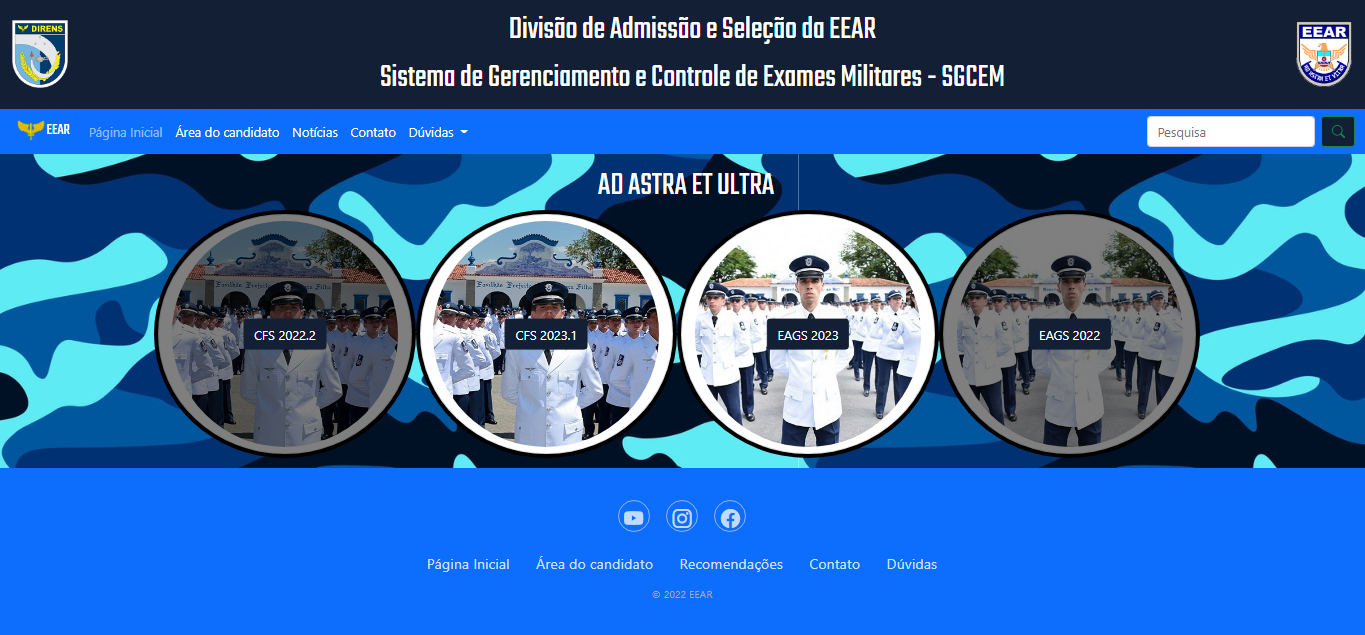 DIRENS
Divisão de Admissão e Seleção da EEAR
Sistema de Gerenciamento e Controle de Exames Militares - SGCEM
EEAR
AD ASTRA ET ULTRA
EEAR Página Inicial Área do candidato Notícias Contato Dúvidas Pesquisa
AD ASTRA ET ULTRA
CFS 2022.2
CFS 2023.1
EAGS 2023
EAGS 2022
Página Inicial Área do candidato Recomendações Contato Dúvidas
© 2022 EEAR